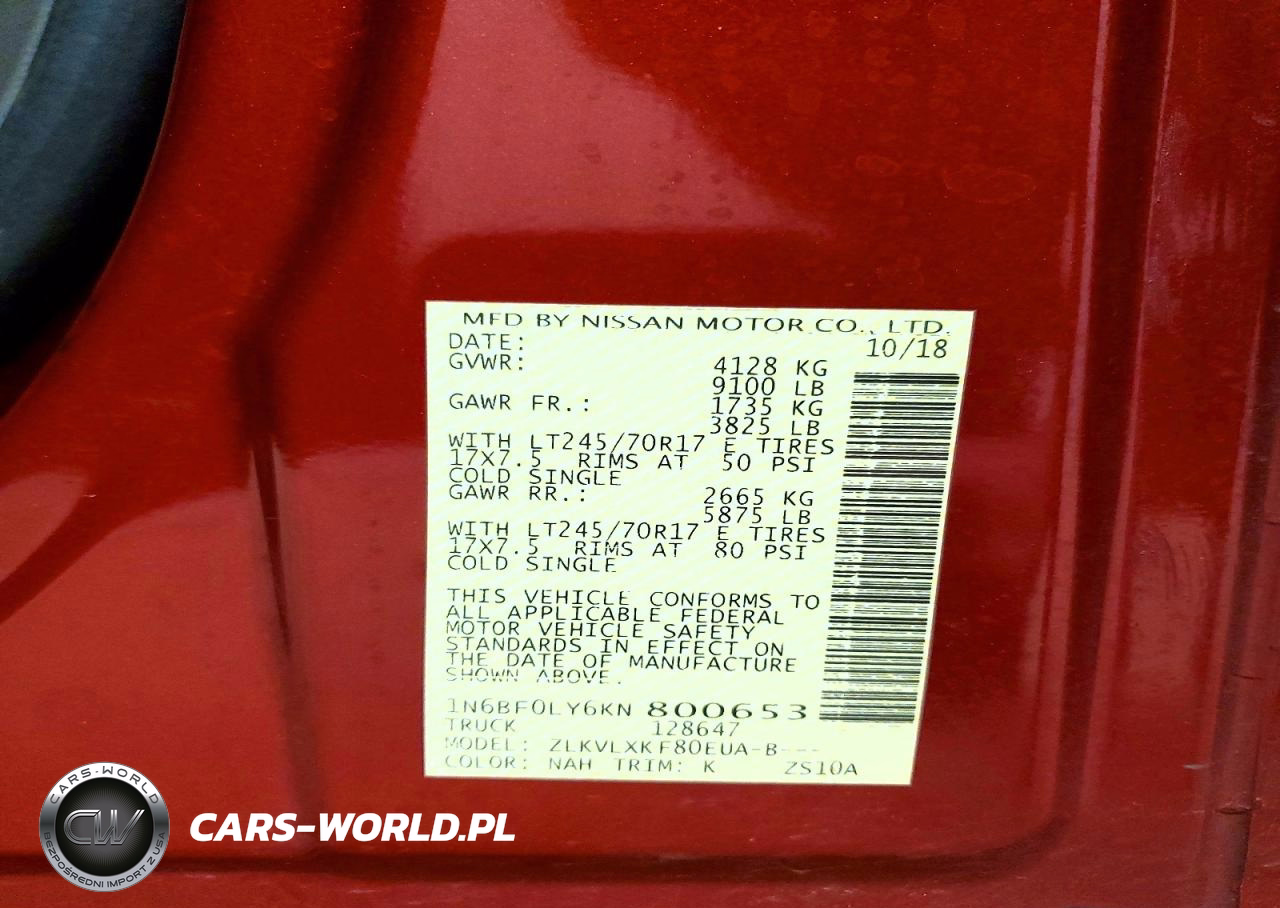 MFD BY NISSAN MOTOR CO., LTD.
DATE: 10/18
GVWR: 4128 KG
9100 LB
GAWR FR.: 1735 KG
3825 LB
WITH LT245/70R17 E TIRES
17X7.5 RIMS AT 50 PSI
COLD SINGLE
GAWR RR.: 2665 KG
5875 LB
WITH LT245/70R17 E TIRES
17X7.5 RIMS AT 80 PSI
COLD SINGLE
THIS VEHICLE CONFORMS TO
ALL APPLICABLE FEDERAL
MOTOR VEHICLE SAFETY
STANDARDS IN EFFECT ON
THE DATE OF MANUFACTURE
SHOWN ABOVE.
1N6BF0LY6KN 800653
TRUCK 128647
MODEL: ZLKVLXKF80EUA-B---
COLOR: NAH TRIM: K ZS10A
CARS-WORLD
CW
BEZPOŚREDNI IMPORT Z USA
CARS-WORLD.PL